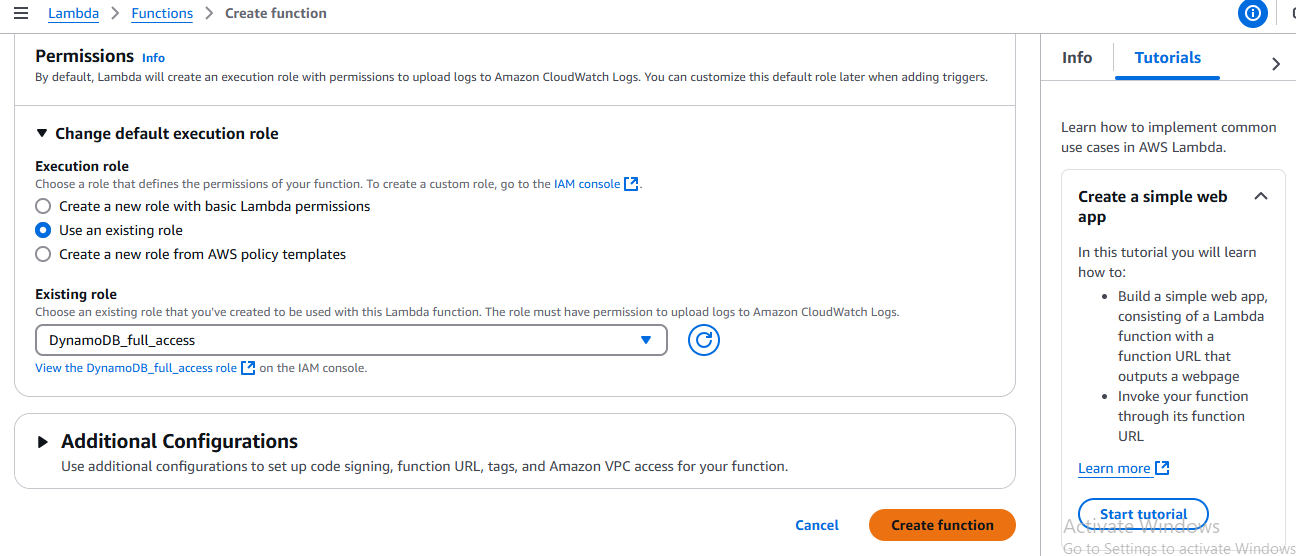 Lambda > Functions > Create function
Permissions Info
By default, Lambda will create an execution role with permissions to upload logs to Amazon CloudWatch Logs. You can customize this default role later when adding triggers.
Change default execution role
Execution role
Choose a role that defines the permissions of your function. To create a custom role, go to the IAM console.
Create a new role with basic Lambda permissions
Use an existing role
Create a new role from AWS policy templates
Existing role
Choose an existing role that you've created to be used with this Lambda function. The role must have permission to upload logs to Amazon CloudWatch Logs.
DynamoDB_full_access
View the DynamoDB_full_access role on the IAM console.
Additional Configurations
Use additional configurations to set up code signing, function URL, tags, and Amazon VPC access for your function.
Cancel Create function
Info Tutorials
Learn how to implement common
use cases in AWS Lambda.
Create a simple web
app
In this tutorial you will learn
how to:
• Build a simple web app,
consisting of a Lambda
function with a
function URL that
outputs a webpage
• Invoke your function
through its function
URL
Learn more
Start tutorial
Activate Windows
Go to Settings to activate Windows